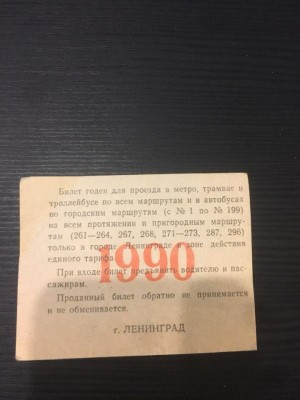 Билет годен для проезда в метро, трамвае и
троллейбусе по всем маршрутам и в автобусах
по городским маршрутам (с № 1 по № 199)
на всем протяжении и пригородным маршру-
там (261—264, 267, 268, 271—273, 287, 296)
только в городе Ленинграде в зоне действия
единого тарифа.
1990
При входе билет предъявить водителю и пас-
сажирам.
Проданный билет обратно не принимается
и не обменивается.
г. ЛЕНИНГРАД